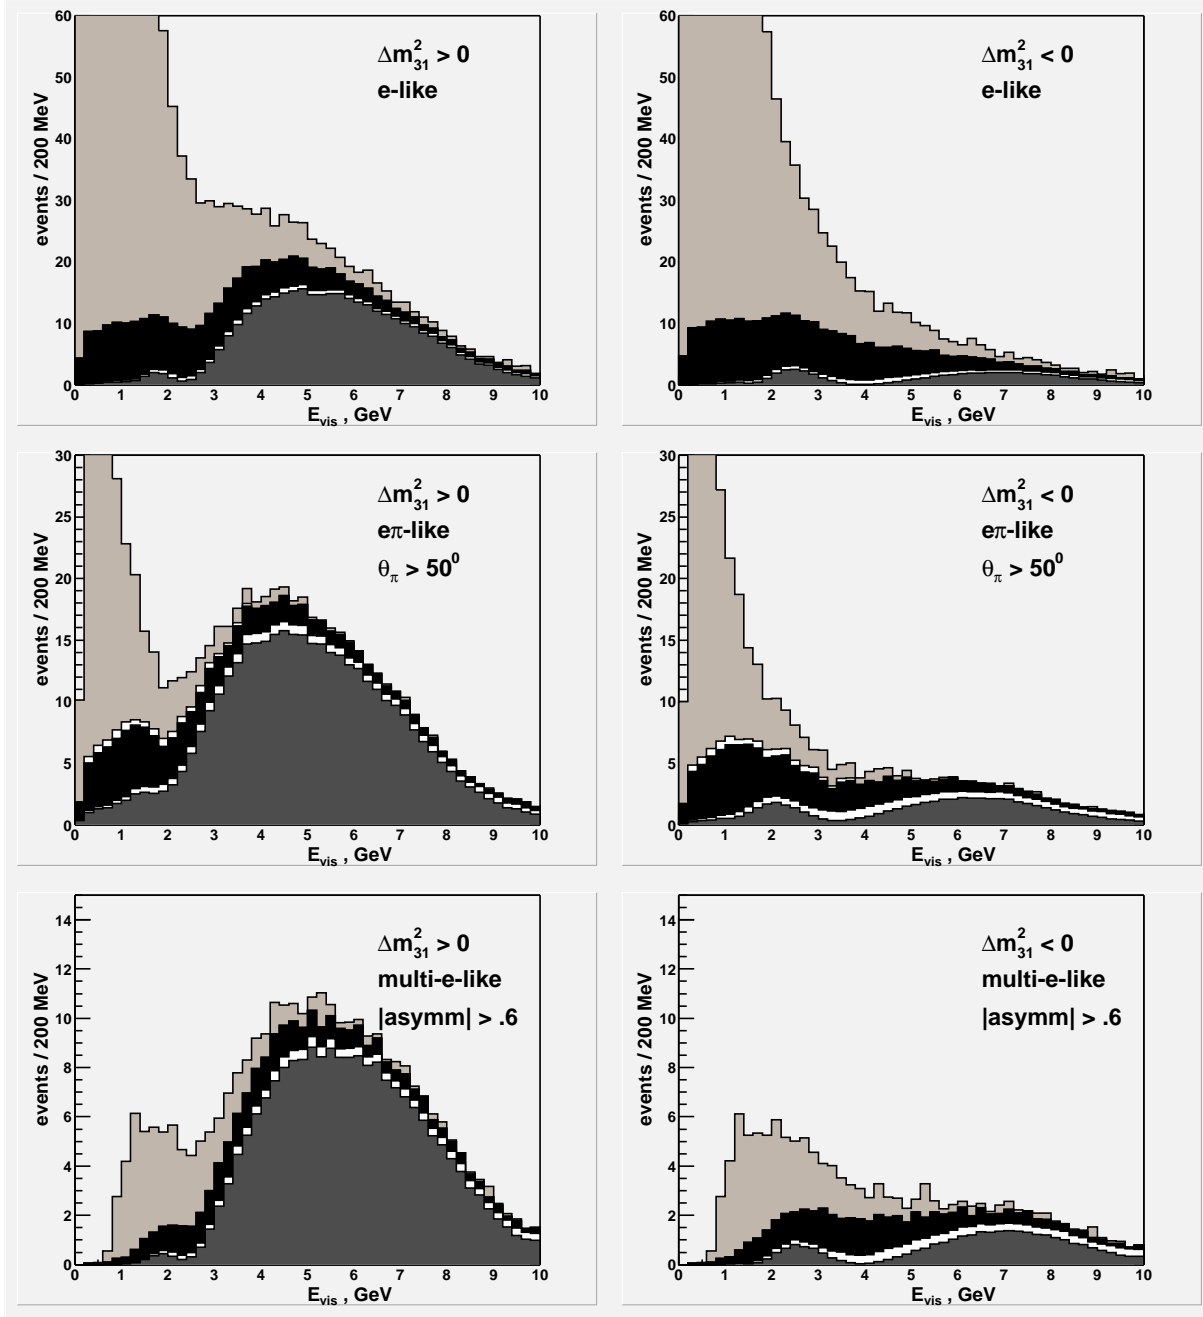 events / 200 MeV
60
50
40
30
20
10
0
Δm²₃₁ > 0
e-like
0 1 2 3 4 5 6 7 8 9 10
E_vis , GeV
events / 200 MeV
60
50
40
30
20
10
0
Δm²₃₁ < 0
e-like
0 1 2 3 4 5 6 7 8 9 10
E_vis , GeV
events / 200 MeV
30
25
20
15
10
5
0
Δm²₃₁ > 0
eπ-like
θ_π > 50⁰
0 1 2 3 4 5 6 7 8 9 10
E_vis , GeV
events / 200 MeV
30
25
20
15
10
5
0
Δm²₃₁ < 0
eπ-like
θ_π > 50⁰
0 1 2 3 4 5 6 7 8 9 10
E_vis , GeV
events / 200 MeV
14
12
10
8
6
4
2
0
Δm²₃₁ > 0
multi-e-like
|asymm| > .6
0 1 2 3 4 5 6 7 8 9 10
E_vis , GeV
events / 200 MeV
14
12
10
8
6
4
2
0
Δm²₃₁ < 0
multi-e-like
|asymm| > .6
0 1 2 3 4 5 6 7 8 9 10
E_vis , GeV